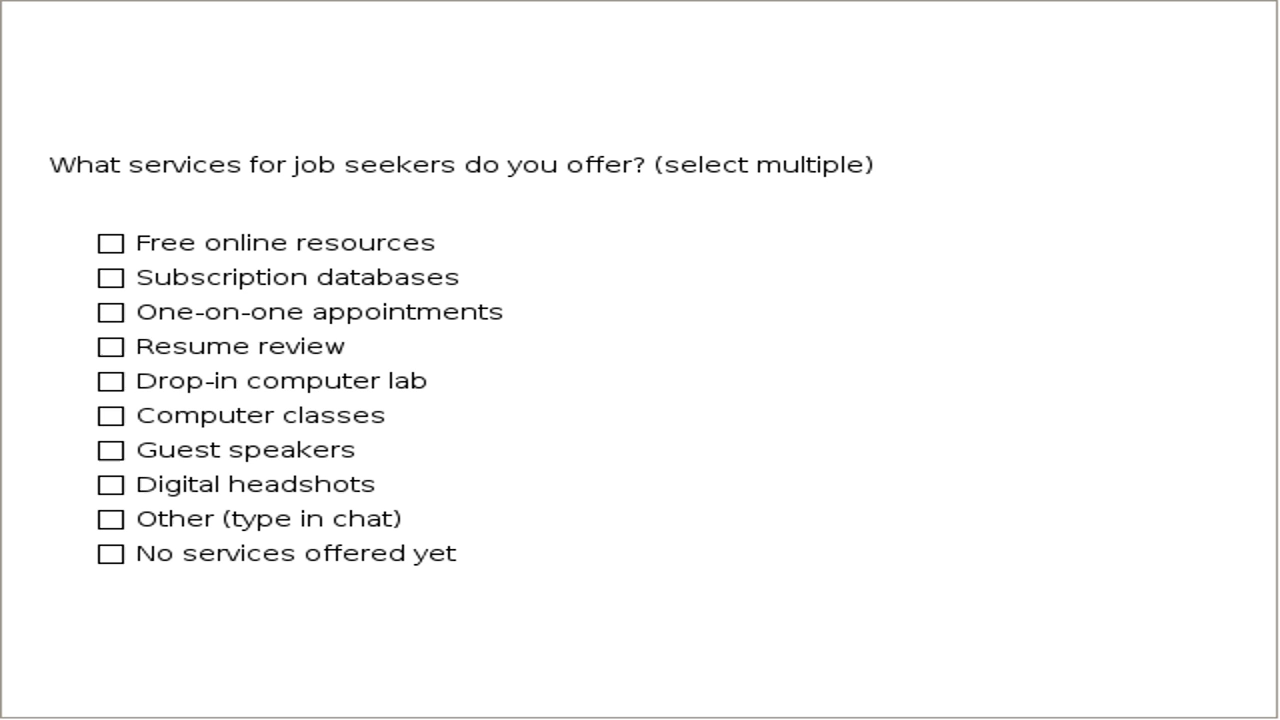 What services for job seekers do you offer? (select multiple)
☐ Free online resources
☐ Subscription databases
☐ One-on-one appointments
☐ Resume review
☐ Drop-in computer lab
☐ Computer classes
☐ Guest speakers
☐ Digital headshots
☐ Other (type in chat)
☐ No services offered yet